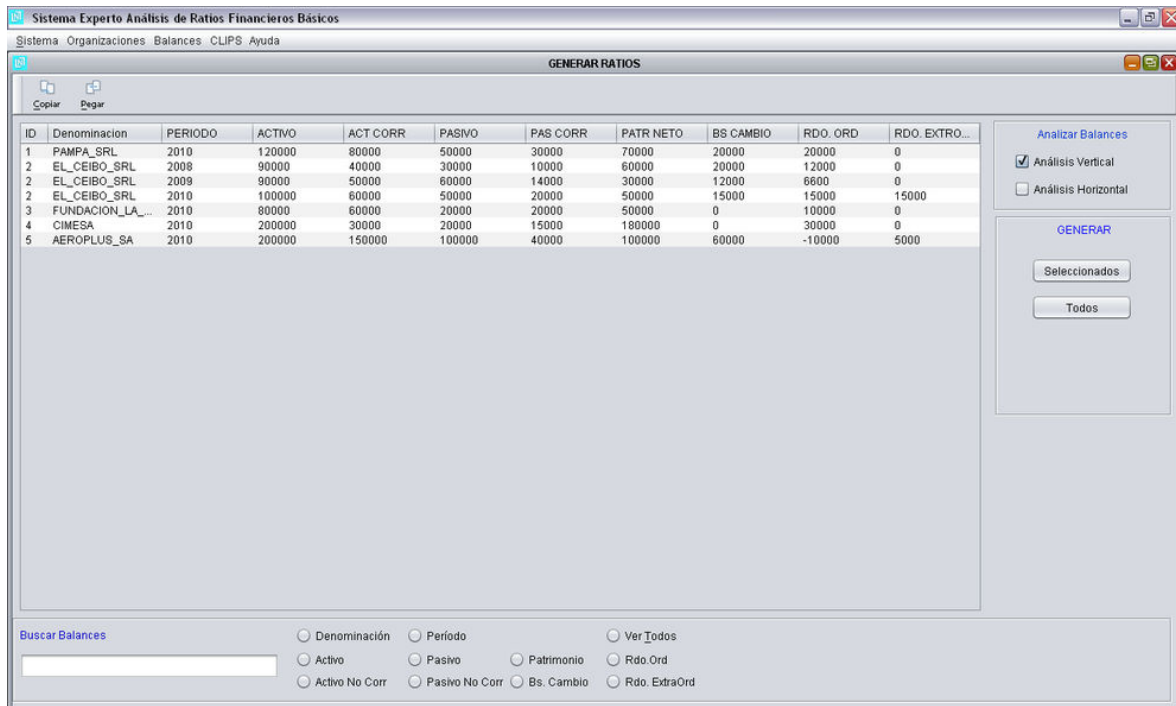 Sistema Experto Análisis de Ratios Financieros Básicos
Sistema Organizaciones Balances CLIPS Ayuda
GENERAR RATIOS
Copiar Pegar
ID Denominacion PERIODO ACTIVO ACT CORR PASIVO PAS CORR PATR NETO BS CAMBIO RDO. ORD RDO. EXTRO...
1 PAMPA_SRL 2010 120000 80000 50000 30000 70000 20000 20000 0
2 EL_CEIBO_SRL 2008 90000 40000 30000 10000 60000 20000 12000 0
2 EL_CEIBO_SRL 2009 90000 50000 60000 14000 30000 12000 6600 0
2 EL_CEIBO_SRL 2010 100000 60000 50000 20000 50000 15000 15000 15000
3 FUNDACION_LA_... 2010 80000 60000 20000 20000 50000 0 10000 0
4 CIMESA 2010 200000 30000 20000 15000 180000 0 30000 0
5 AEROPLUS_SA 2010 200000 150000 100000 40000 100000 60000 -10000 5000
Analizar Balances
Análisis Vertical
Análisis Horizontal
GENERAR
Seleccionados
Todos
Buscar Balances
Denominación Período Ver Todos
Activo Pasivo Patrimonio Rdo.Ord
Activo No Corr Pasivo No Corr Bs. Cambio Rdo. ExtraOrd